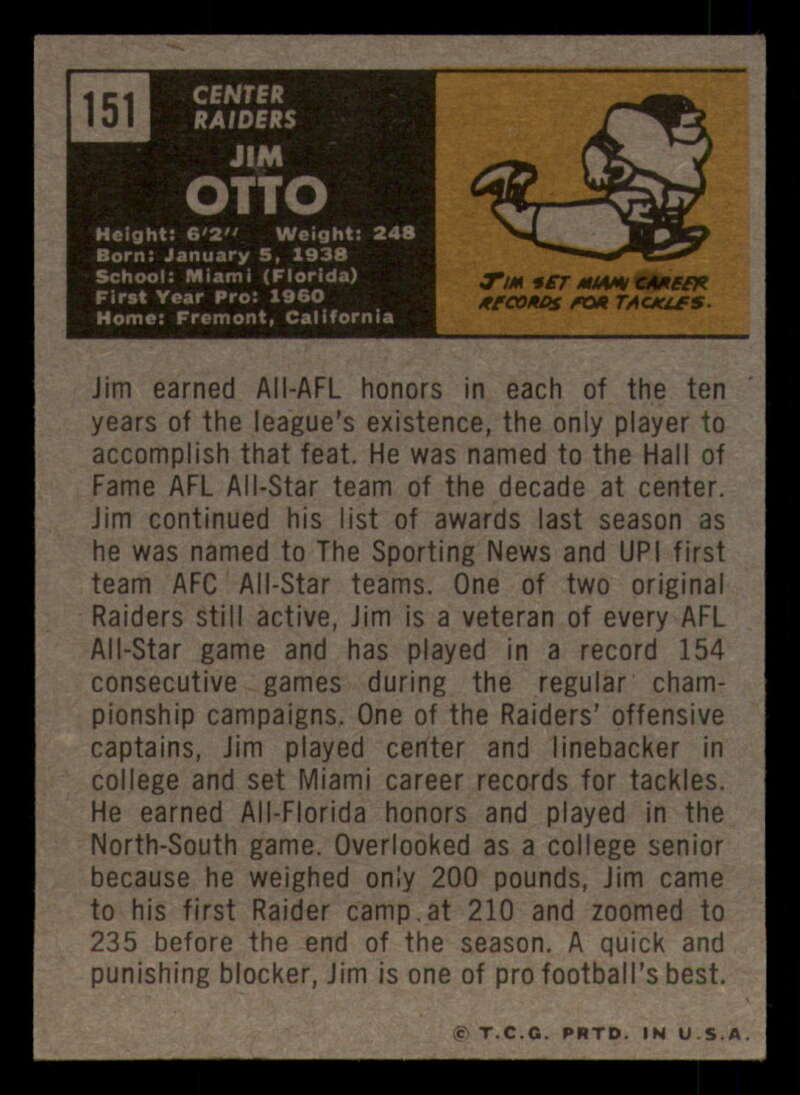 151
CENTER
RAIDERS
JIM
OTTO
Height: 6'2" Weight: 248
Born: January 5, 1938
School: Miami (Florida)
First Year Pro: 1960
Home: Fremont, California
JIM SET MIAMI CAREER
RECORDS FOR TACKLES.
Jim earned All-AFL honors in each of the ten
years of the league's existence, the only player to
accomplish that feat. He was named to the Hall of
Fame AFL All-Star team of the decade at center.
Jim continued his list of awards last season as
he was named to The Sporting News and UPI first
team AFC All-Star teams. One of two original
Raiders still active, Jim is a veteran of every AFL
All-Star game and has played in a record 154
consecutive games during the regular cham-
pionship campaigns. One of the Raiders' offensive
captains, Jim played center and linebacker in
college and set Miami career records for tackles.
He earned All-Florida honors and played in the
North-South game. Overlooked as a college senior
because he weighed only 200 pounds, Jim came
to his first Raider camp at 210 and zoomed to
235 before the end of the season. A quick and
punishing blocker, Jim is one of pro football's best.
© T.C.G. PRTD. IN U.S.A.